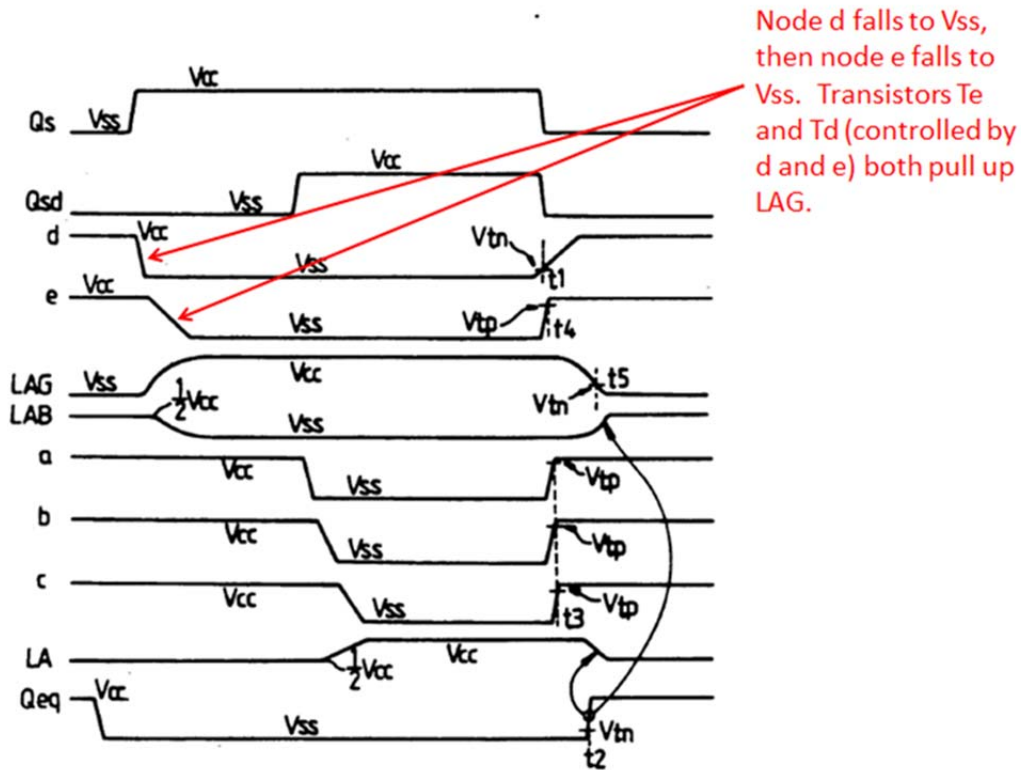 Node d falls to Vss,
then node e falls to
Vss. Transistors Te
and Td (controlled by
d and e) both pull up
LAG.
Vcc
Qs Vss
Vcc
Qsd Vss
d Vcc Vss Vtn t1
e Vcc Vss Vtp t4
LAG Vss Vcc t5
LAB 1/2 Vcc Vss Vtn
a Vcc Vss Vtp
b Vcc Vss Vtp
c Vcc Vss t3 Vtp
LA 1/2 Vcc Vcc
Qeq Vcc Vss Vtn
t2